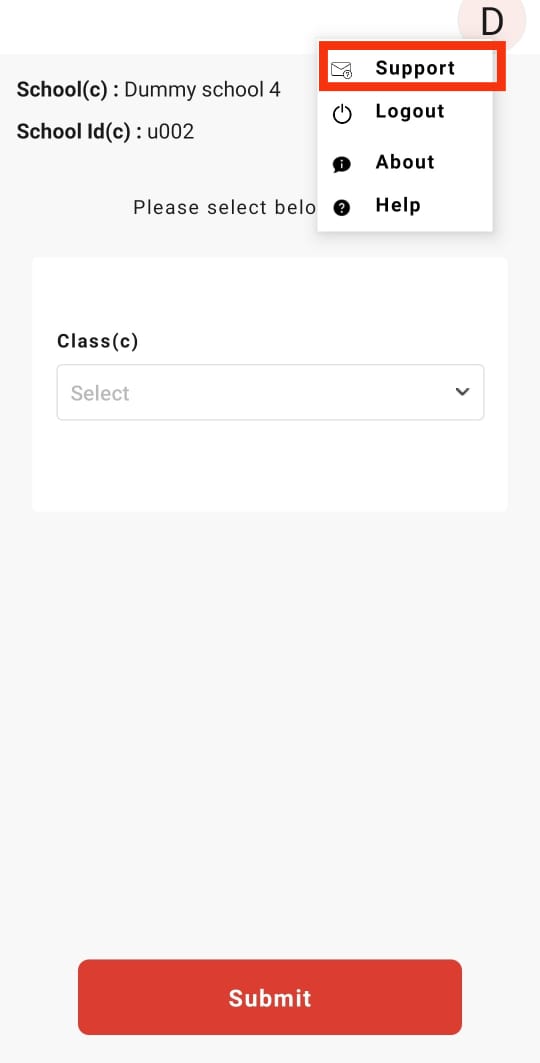 D
Support
School(c) : Dummy school 4
Logout
School Id(c) : u002
About
Please select belo
Help
Class(c)
Select
Submit